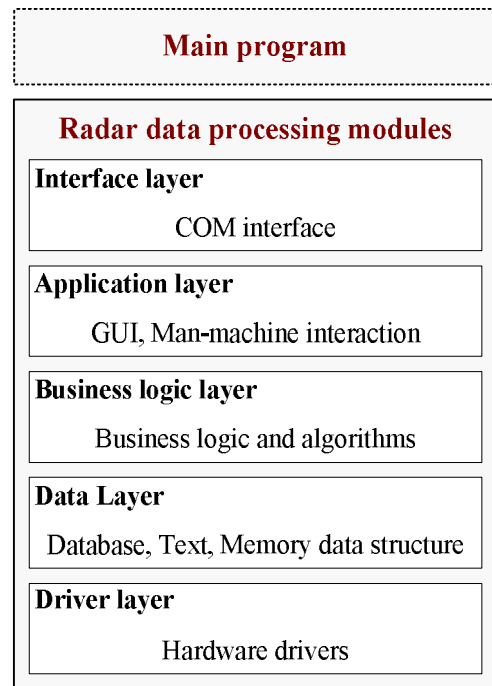 Main program
Radar data processing modules
Interface layer
COM interface
Application layer
GUI, Man-machine interaction
Business logic layer
Business logic and algorithms
Data Layer
Database, Text, Memory data structure
Driver layer
Hardware drivers